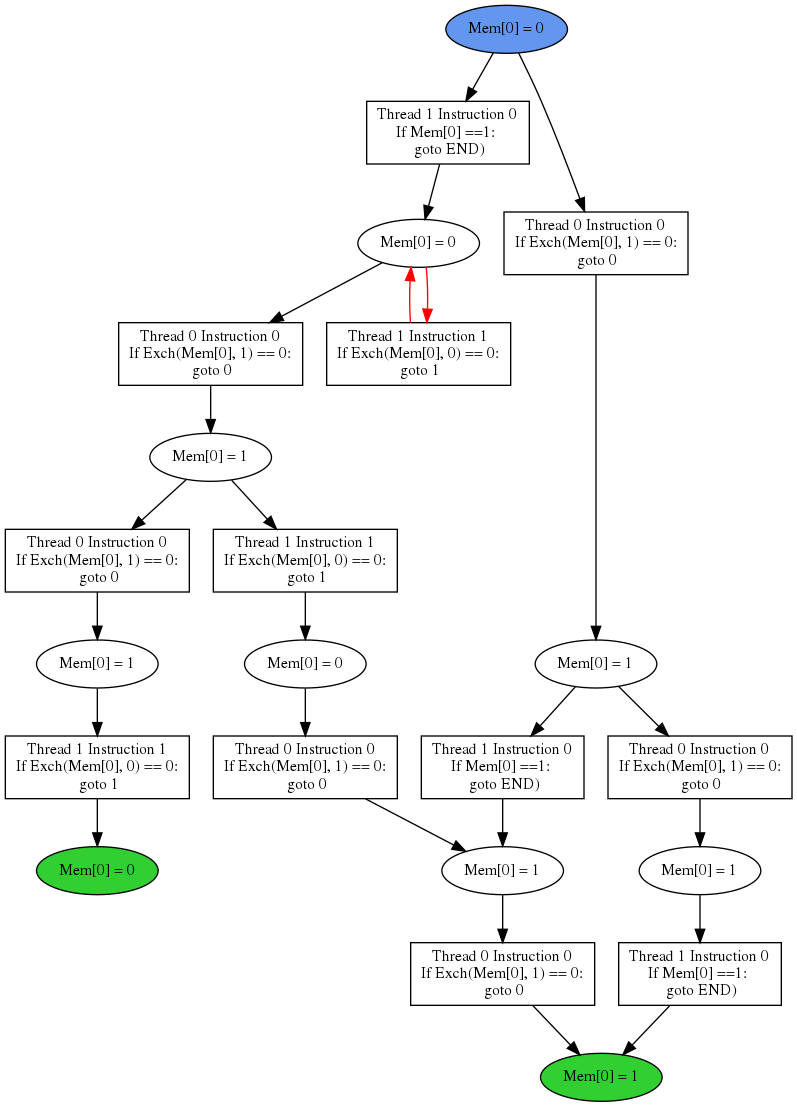 Mem[0] = 0
Thread 1 Instruction 0
If Mem[0] ==1:
goto END)
Mem[0] = 0
Thread 0 Instruction 0
If Exch(Mem[0], 1) == 0:
goto 0
Thread 0 Instruction 0
If Exch(Mem[0], 1) == 0:
goto 0
Thread 1 Instruction 1
If Exch(Mem[0], 0) == 0:
goto 1
Mem[0] = 1
Thread 0 Instruction 0
If Exch(Mem[0], 1) == 0:
goto 0
Thread 1 Instruction 1
If Exch(Mem[0], 0) == 0:
goto 1
Mem[0] = 1
Mem[0] = 0
Mem[0] = 1
Thread 1 Instruction 1
If Exch(Mem[0], 0) == 0:
goto 1
Thread 0 Instruction 0
If Exch(Mem[0], 1) == 0:
goto 0
Thread 1 Instruction 0
If Mem[0] ==1:
goto END)
Thread 0 Instruction 0
If Exch(Mem[0], 1) == 0:
goto 0
Mem[0] = 0
Mem[0] = 1
Mem[0] = 1
Thread 0 Instruction 0
If Exch(Mem[0], 1) == 0:
goto 0
Thread 1 Instruction 0
If Mem[0] ==1:
goto END)
Mem[0] = 1